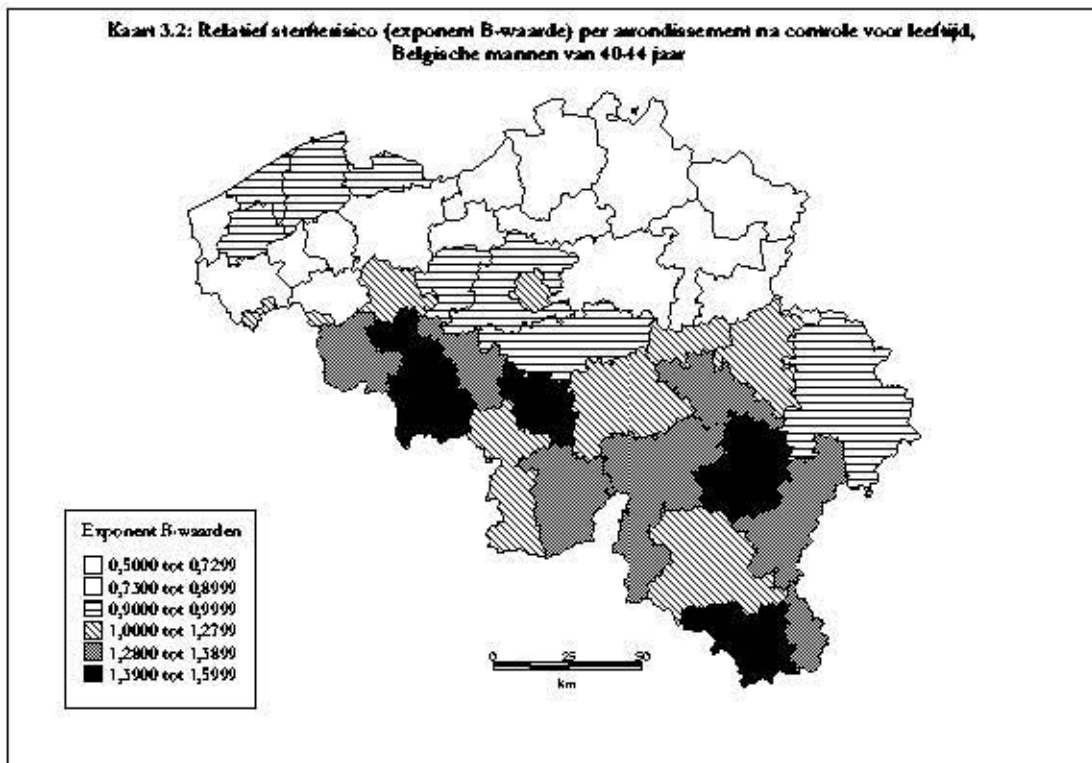 Kaart 3.2: Relatief sterfterisico (exponent B-waarde) per arrondissement na controle voor leeftijd,
Belgische mannen van 40-44 jaar
Exponent B-waarden
0,5000 tot 0,7299
0,7300 tot 0,8999
0,9000 tot 0,9999
1,0000 tot 1,2799
1,2800 tot 1,3899
1,3900 tot 1,5999
0 25 50
km